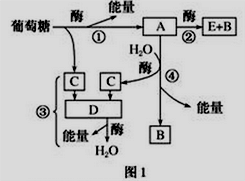 酶 能量 酶
葡萄糖 ① A ② E+B
H₂O
酶 ④
C C
③ D 能量
能量 酶
H₂O B
图1